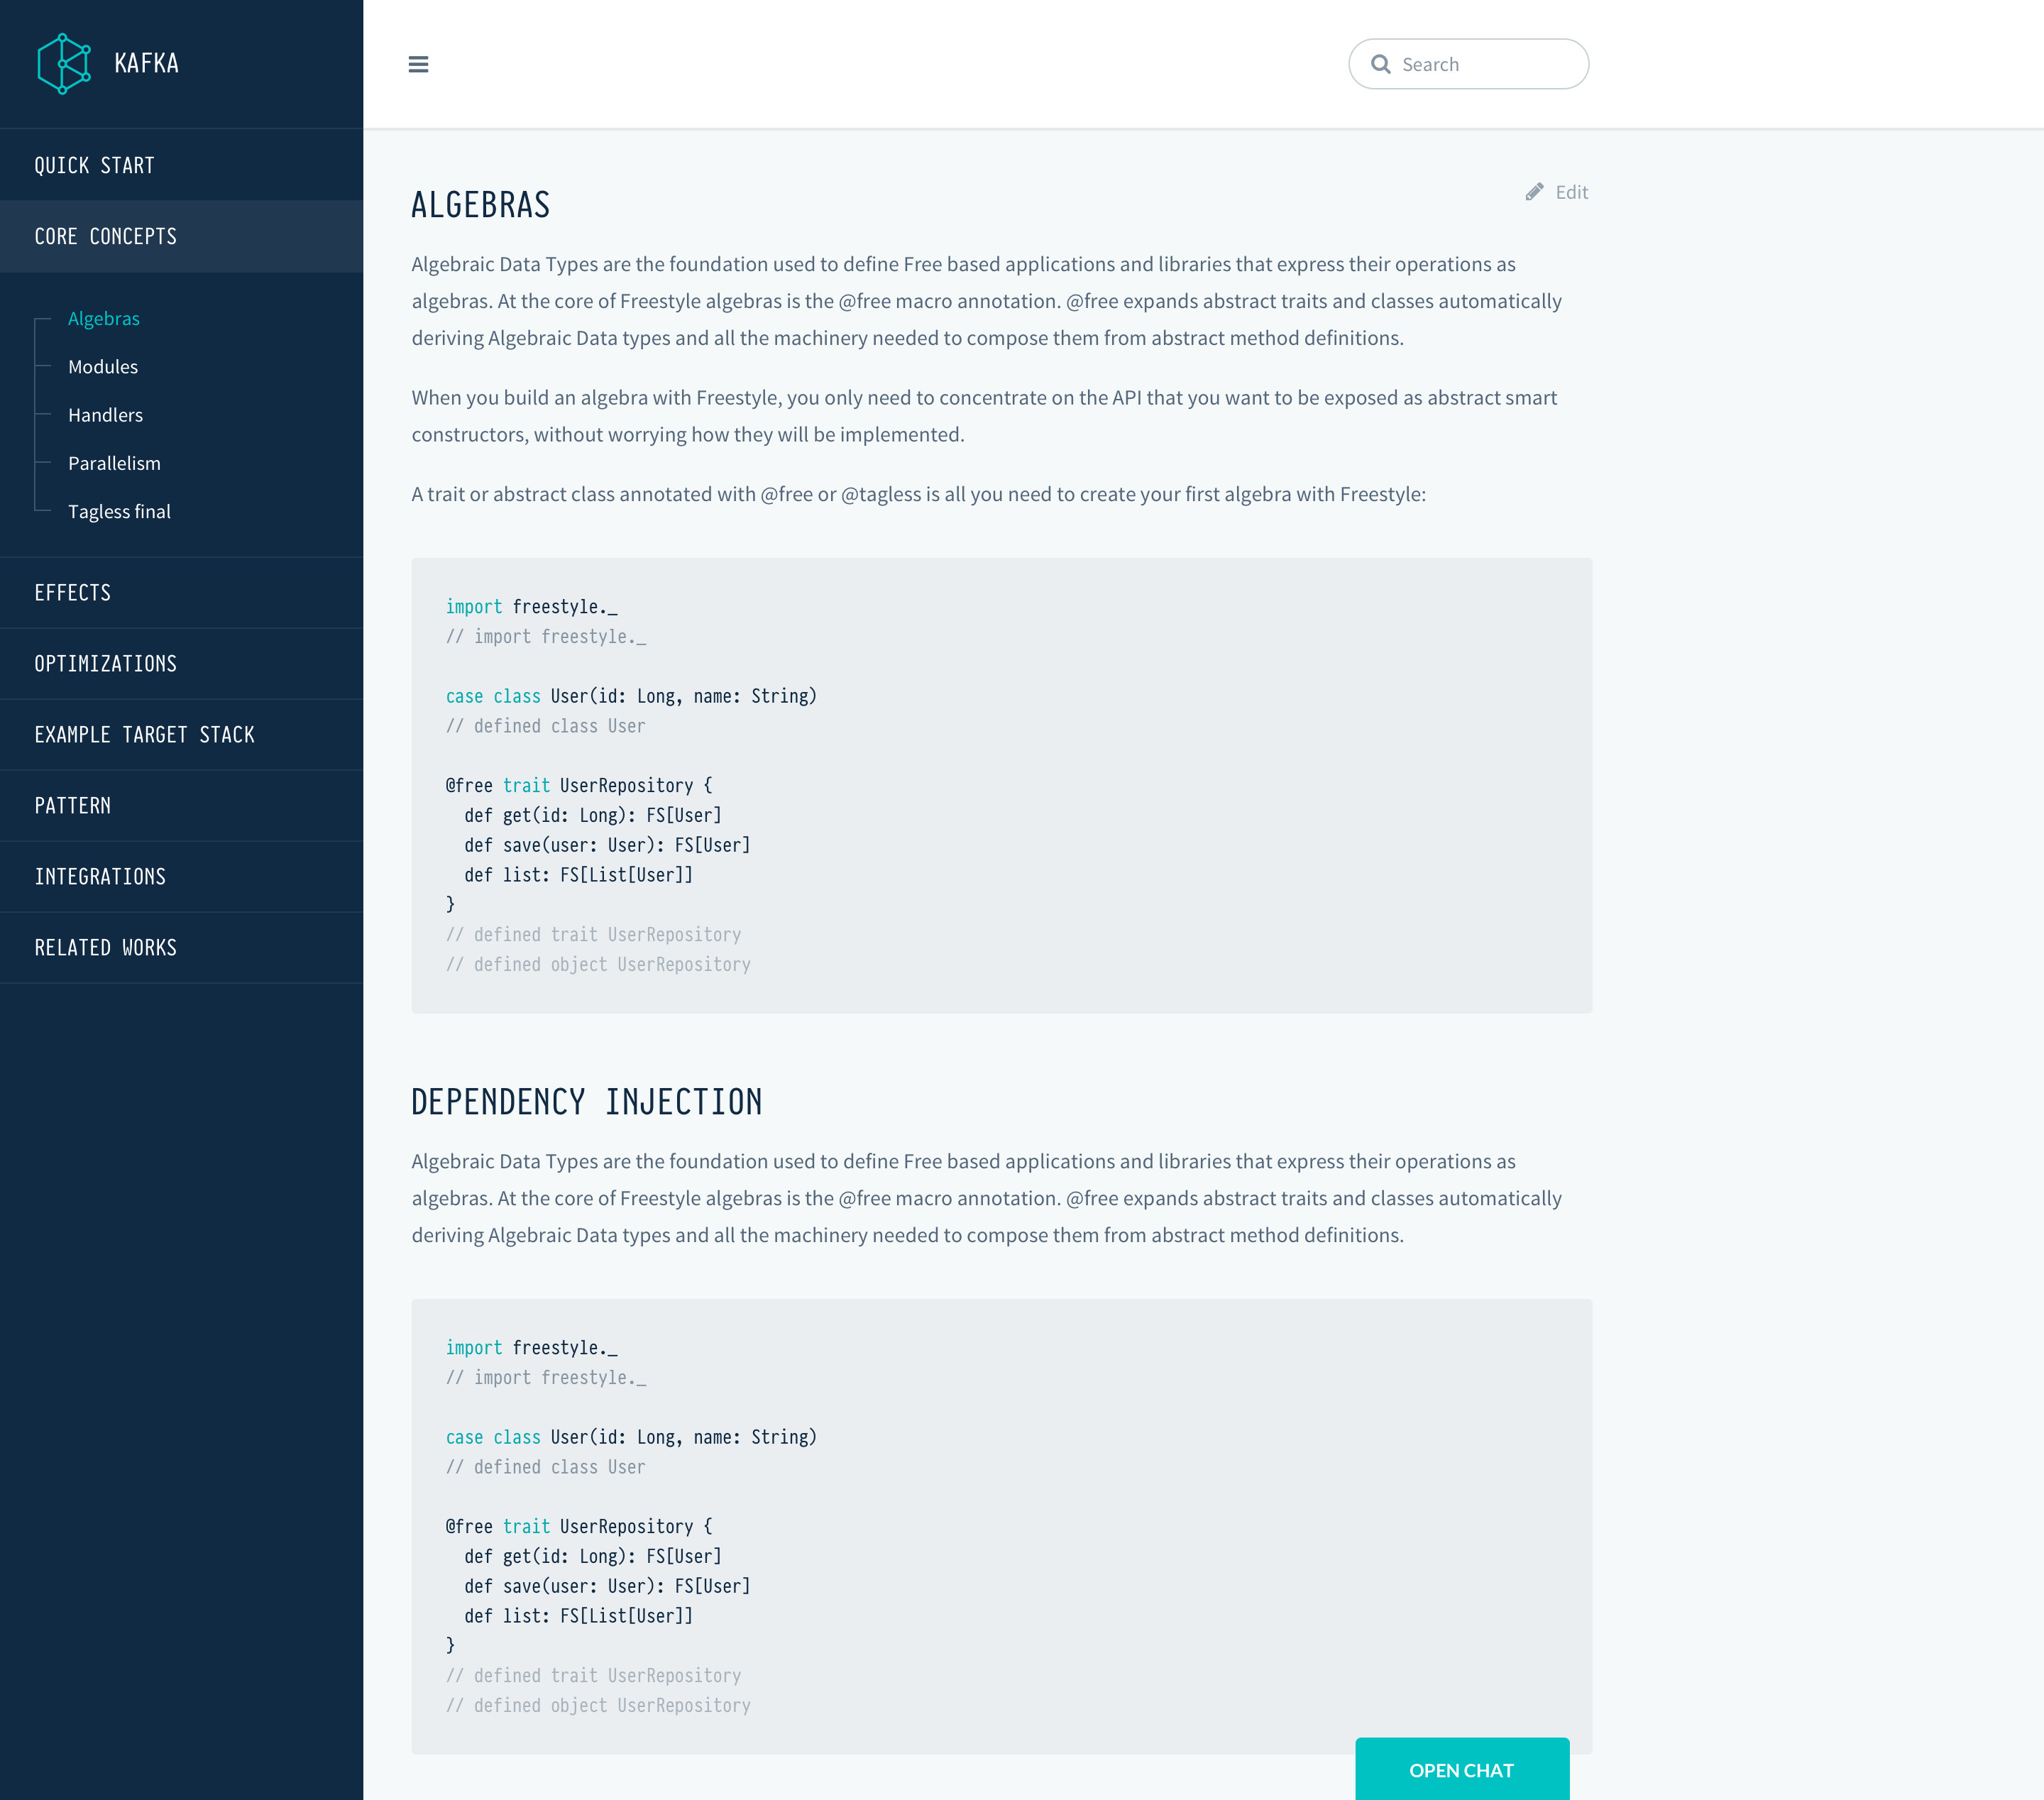 KAFKA
QUICK START
CORE CONCEPTS
Algebras
Modules
Handlers
Parallelism
Tagless final
EFFECTS
OPTIMIZATIONS
EXAMPLE TARGET STACK
PATTERN
INTEGRATIONS
RELATED WORKS
Search
ALGEBRAS
Edit
Algebraic Data Types are the foundation used to define Free based applications and libraries that express their operations as
algebras. At the core of Freestyle algebras is the @free macro annotation. @free expands abstract traits and classes automatically
deriving Algebraic Data types and all the machinery needed to compose them from abstract method definitions.
When you build an algebra with Freestyle, you only need to concentrate on the API that you want to be exposed as abstract smart
constructors, without worrying how they will be implemented.
A trait or abstract class annotated with @free or @tagless is all you need to create your first algebra with Freestyle:
import freestyle._
// import freestyle._
case class User(id: Long, name: String)
// defined class User
@free trait UserRepository {
  def get(id: Long): FS[User]
  def save(user: User): FS[User]
  def list: FS[List[User]]
}
// defined trait UserRepository
// defined object UserRepository
DEPENDENCY INJECTION
Algebraic Data Types are the foundation used to define Free based applications and libraries that express their operations as
algebras. At the core of Freestyle algebras is the @free macro annotation. @free expands abstract traits and classes automatically
deriving Algebraic Data types and all the machinery needed to compose them from abstract method definitions.
import freestyle._
// import freestyle._
case class User(id: Long, name: String)
// defined class User
@free trait UserRepository {
  def get(id: Long): FS[User]
  def save(user: User): FS[User]
  def list: FS[List[User]]
}
// defined trait UserRepository
// defined object UserRepository
OPEN CHAT